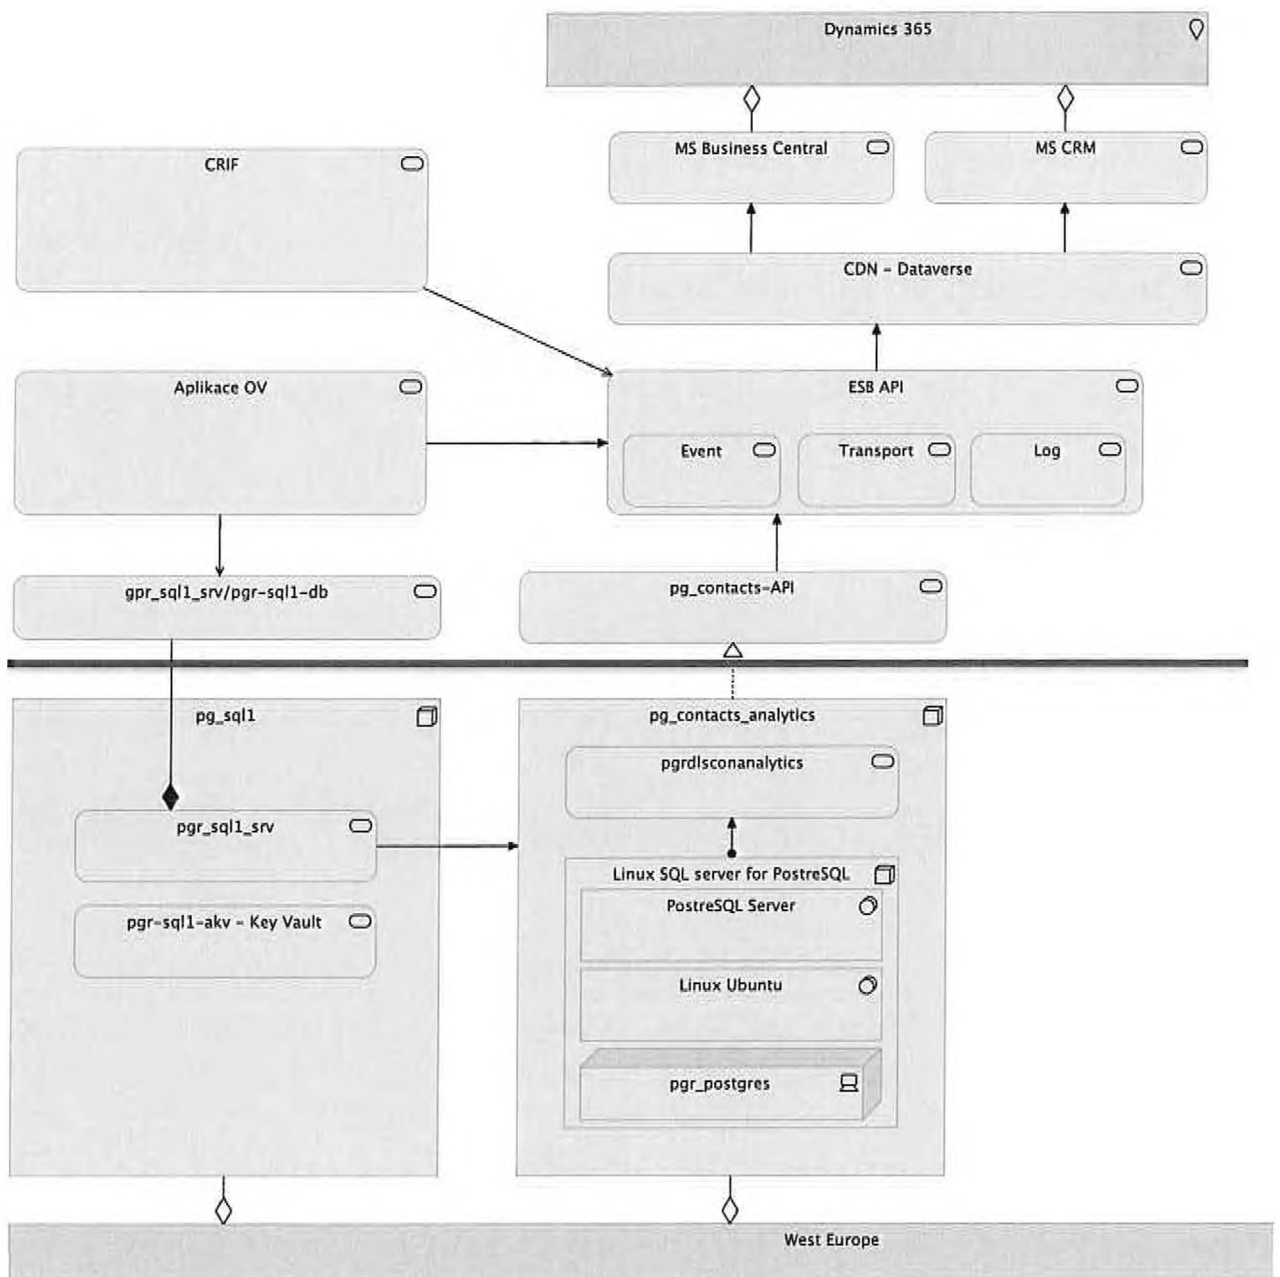 Dynamics 365
MS Business Central
MS CRM
CRIF
CDN - Dataverse
Aplikace OV
ESB API
Event
Transport
Log
gpr_sql1_srv/pgr-sql1-db
pg_contacts-API
pg_sql1
pg_contacts_analytics
pgrdlsconanalytics
pgr_sql1_srv
Linux SQL server for PostreSQL
PostreSQL Server
pgr-sql1-akv - Key Vault
Linux Ubuntu
pgr_postgres
West Europe